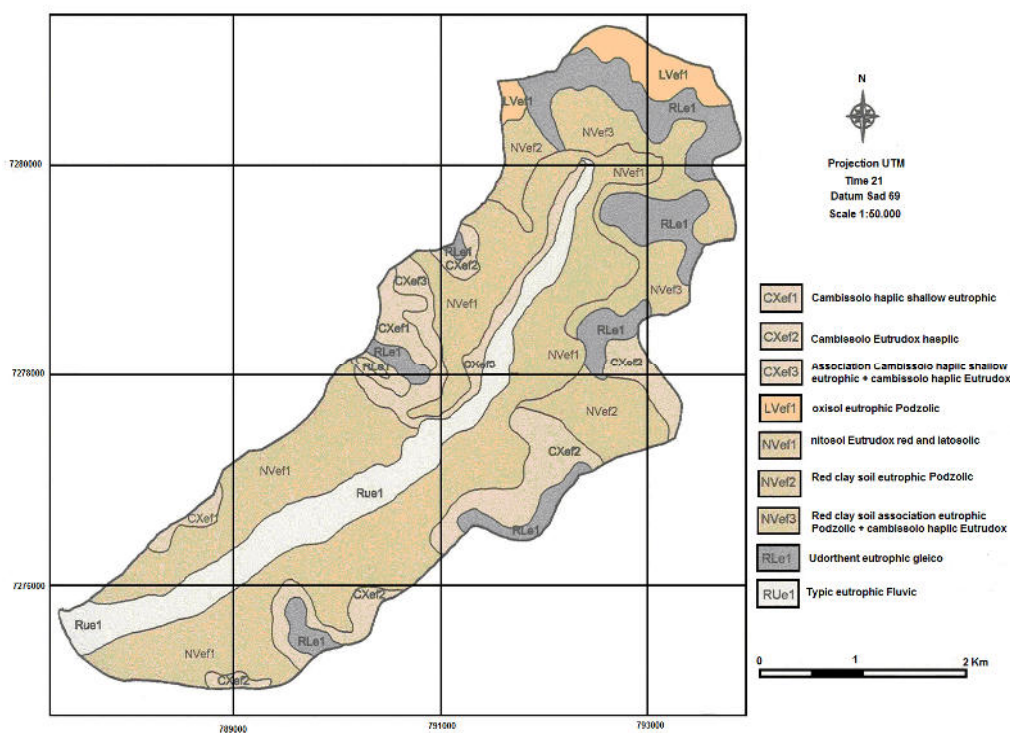 LVef1
LVef1
RLe1
NVef3
NVef2
7280000
NVef1
RLe1
RLe1
CXef2
CXef3
NVef1
NVef3
CXef1
RLe1
RLe1
NVef1
RLe1
CXef3
CXef2
7278000
NVef2
CXef2
NVef1
Rue1
CXef1
RLe1
7276000
CXef2
Rue1
RLe1
NVef1
CXef2
789000
791000
793000
N
Projection UTM
Time 21
Datum Sad 69
Scale 1:50.000
CXef1 Cambissolo haplic shallow eutrophic
CXef2 Cambissolo Eutrudox hasplic
CXef3 Association Cambissolo haplic shallow
eutrophic + cambissolo haplic Eutrudox
LVef1 oxisol eutrophic Podzolic
NVef1 nitosol Eutrudox red and latosolic
NVef2 Red clay soil eutrophic Podzolic
NVef3 Red clay soil association eutrophic
Podzolic + cambissolo haplic Eutrudox
RLe1 Udorthent eutrophic gleico
RUe1 Typic eutrophic Fluvic
0 1 2 Km